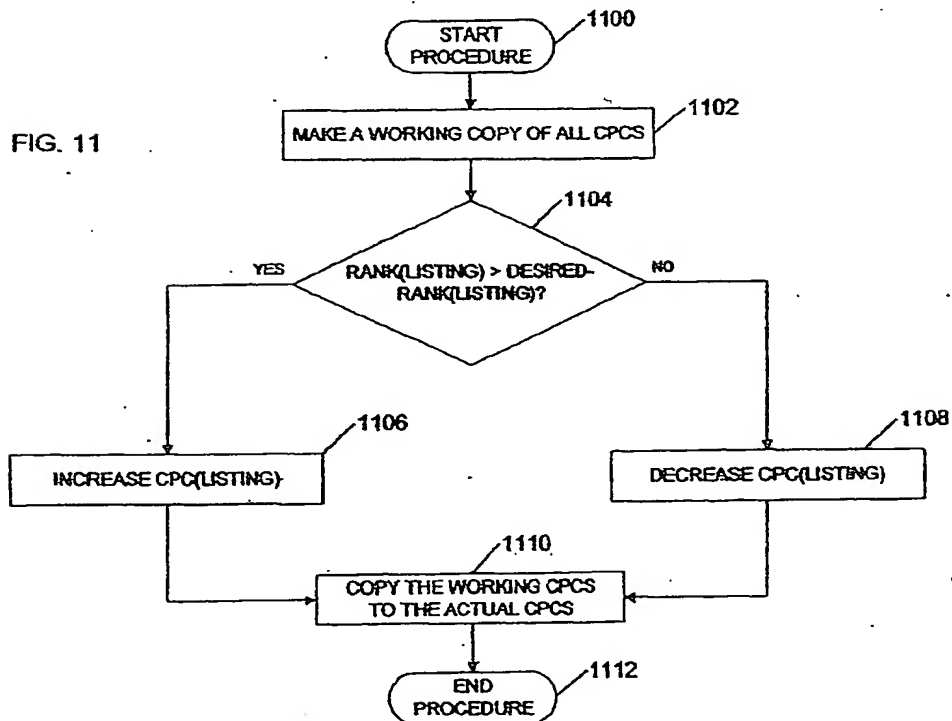 1100
START
PROCEDURE
1102
MAKE A WORKING COPY OF ALL CPCS
FIG. 11
1104
YES
RANK(LISTING) > DESIRED-
RANK(LISTING)?
NO
1106
INCREASE CPC(LISTING)
1108
DECREASE CPC(LISTING)
1110
COPY THE WORKING CPCS
TO THE ACTUAL CPCS
END
PROCEDURE
1112